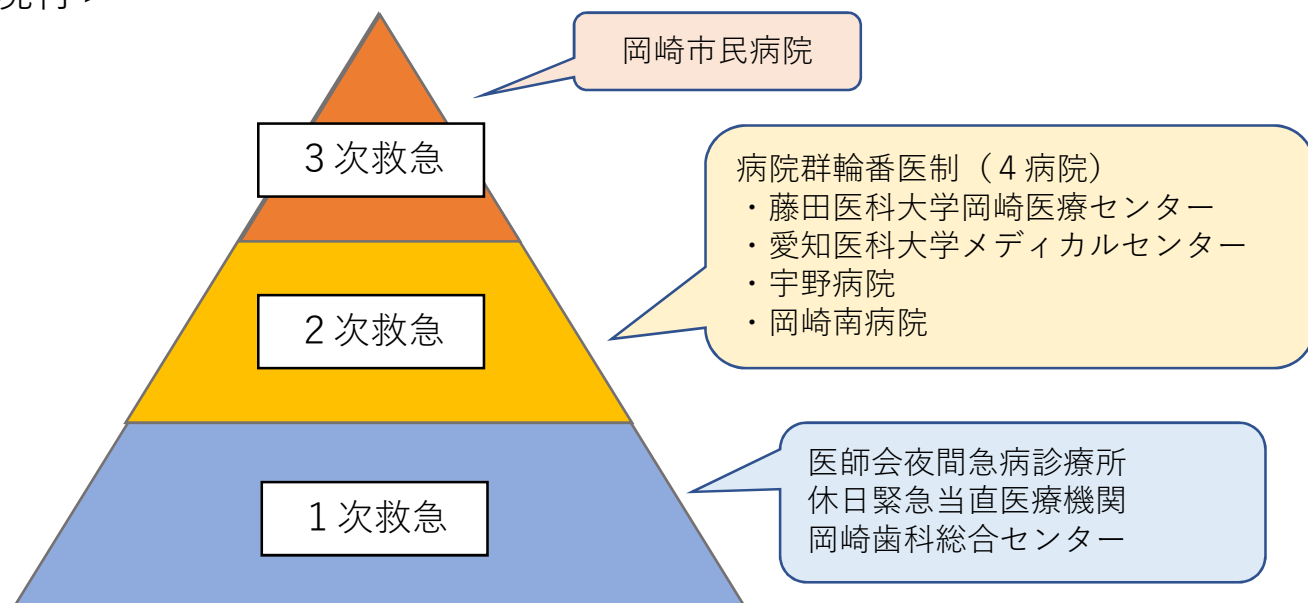 岡崎市民病院
3次救急
病院群輪番医制（4病院）
・藤田医科大学岡崎医療センター
・愛知医科大学メディカルセンター
・宇野病院
・岡崎南病院
2次救急
医師会夜間急病診療所
休日緊急当直医療機関
岡崎歯科総合センター
1次救急